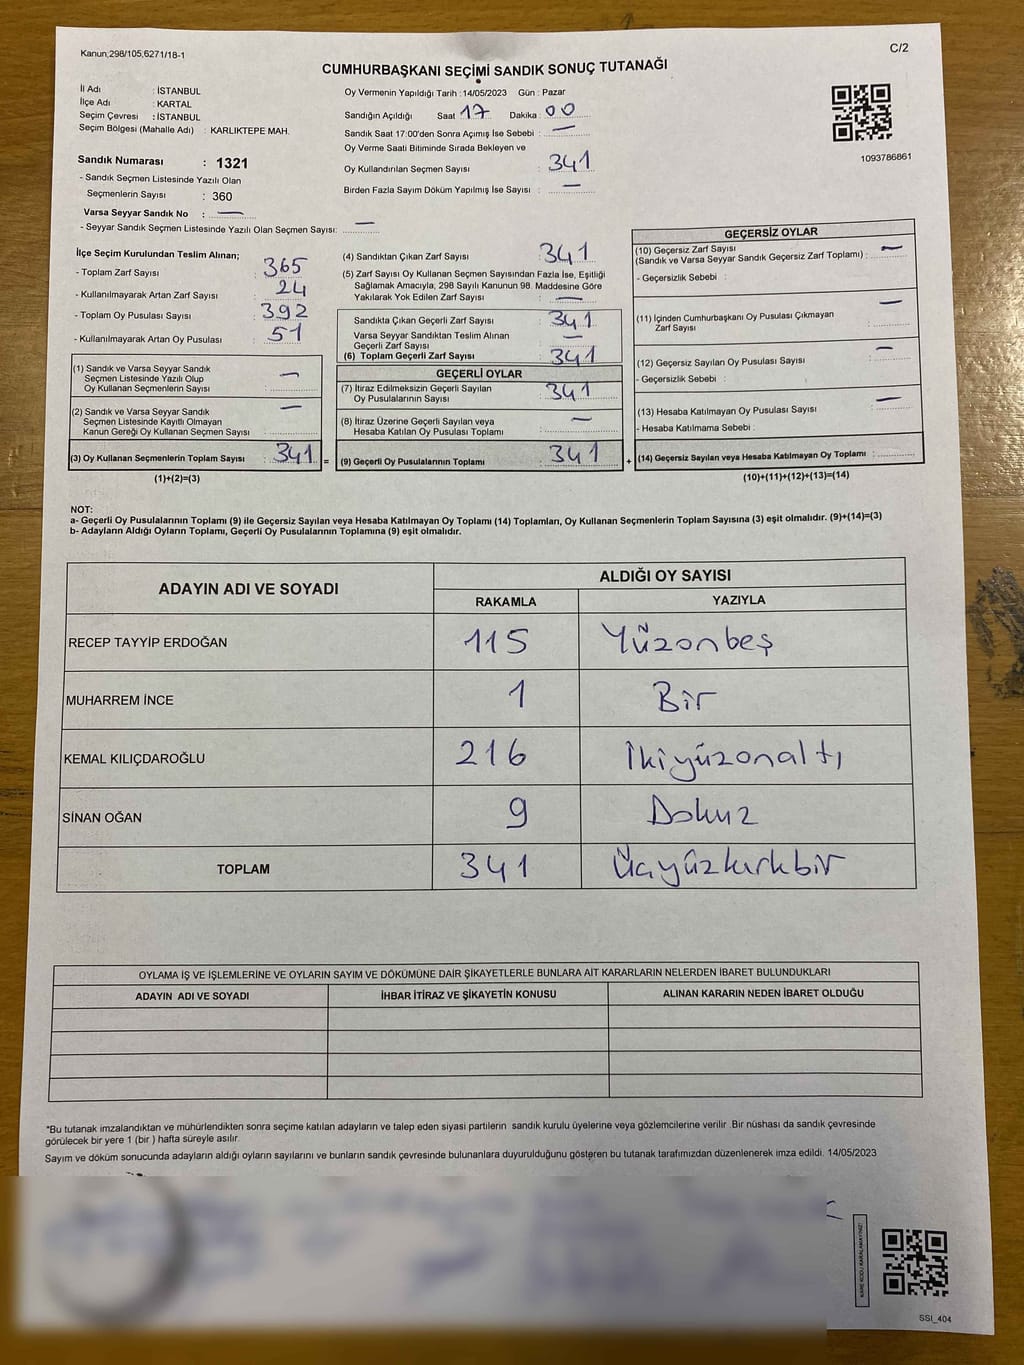 Kanun,298/105,6271/18-1
C/2
CUMHURBAŞKANI SEÇİMİ SANDIK SONUÇ TUTANAĞI
İl Adı : İSTANBUL
İlçe Adı : KARTAL
Seçim Çevresi : İSTANBUL
Seçim Bölgesi (Mahalle Adı) : KARLIKTEPE MAH.
Sandık Numarası : 1321
- Sandık Seçmen Listesinde Yazılı Olan
Seçmenlerin Sayısı : 360
Varsa Seyyar Sandık No : —
- Seyyar Sandık Seçmen Listesinde Yazılı Olan Seçmen Sayısı: —
Oy Vermenin Yapıldığı Tarih : 14/05/2023 Gün : Pazar
Sandığın Açıldığı Saat 17 Dakika : 00
Sandık Saat 17:00'den Sonra Açımış İse Sebebi : —
Oy Verme Saati Bitiminde Sırada Bekleyen ve
Oy Kullandırılan Seçmen Sayısı : 341
Birden Fazla Sayım Döküm Yapılmış İse Sayısı : —
1093786861
İlçe Seçim Kurulundan Teslim Alınan;
- Toplam Zarf Sayısı : 365
- Kullanılmayarak Artan Zarf Sayısı : 24
- Toplam Oy Pusulası Sayısı : 392
- Kullanılmayarak Artan Oy Pusulası : 51
(1) Sandık ve Varsa Seyyar Sandık
Seçmen Listesinde Yazılı Olup
Oy Kullanan Seçmenlerin Sayısı : —
(2) Sandık ve Varsa Seyyar Sandık
Seçmen Listesinde Kayıtlı Olmayan
Kanun Gereği Oy Kullanan Seçmen Sayısı : —
(3) Oy Kullanan Seçmenlerin Toplam Sayısı : 341 =
(1)+(2)=(3)
(4) Sandıktan Çıkan Zarf Sayısı : 341
(5) Zarf Sayısı Oy Kullanan Seçmen Sayısından Fazla İse, Eşitliği
Sağlamak Amacıyla, 298 Sayılı Kanunun 98. Maddesine Göre
Yakılarak Yok Edilen Zarf Sayısı : —
Sandıkta Çıkan Geçerli Zarf Sayısı : 341
Varsa Seyyar Sandıktan Teslim Alınan
Geçerli Zarf Sayısı : —
(6) Toplam Geçerli Zarf Sayısı : 341
GEÇERLİ OYLAR
(7) İtiraz Edilmeksizin Geçerli Sayılan
Oy Pusulalarının Sayısı : 341
(8) İtiraz Üzerine Geçerli Sayılan veya
Hesaba Katılan Oy Pusulası Toplamı : —
(9) Geçerli Oy Pusulalarının Toplamı : 341 +
GEÇERSİZ OYLAR
(10) Geçersiz Zarf Sayısı
(Sandık ve Varsa Seyyar Sandık Geçersiz Zarf Toplamı) : —
- Geçersizlik Sebebi :
(11) İçinden Cumhurbaşkanı Oy Pusulası Çıkmayan
Zarf Sayısı : —
(12) Geçersiz Sayılan Oy Pusulası Sayısı : —
- Geçersizlik Sebebi :
(13) Hesaba Katılmayan Oy Pusulası Sayısı : —
- Hesaba Katılmama Sebebi :
(14) Geçersiz Sayılan veya Hesaba Katılmayan Oy Toplamı :
(10)+(11)+(12)+(13)=(14)
NOT:
a- Geçerli Oy Pusulalarının Toplamı (9) ile Geçersiz Sayılan veya Hesaba Katılmayan Oy Toplamı (14) Toplamları, Oy Kullanan Seçmenlerin Toplam Sayısına (3) eşit olmalıdır. (9)+(14)=(3)
b- Adayların Aldığı Oyların Toplamı, Geçerli Oy Pusulalarının Toplamına (9) eşit olmalıdır.
ADAYIN ADI VE SOYADI
ALDIĞI OY SAYISI
RAKAMLA YAZIYLA
RECEP TAYYİP ERDOĞAN 115 Yüzonbeş
MUHARREM İNCE 1 Bir
KEMAL KILIÇDAROĞLU 216 İkiyüzonaltı
SİNAN OĞAN 9 Dokuz
TOPLAM 341 Üçyüzkırkbir
OYLAMA İŞ VE İŞLEMLERİNE VE OYLARIN SAYIM VE DÖKÜMÜNE DAİR ŞİKAYETLERLE BUNLARA AİT KARARLARIN NELERDEN İBARET BULUNDUKLARI
ADAYIN ADI VE SOYADI İHBAR İTİRAZ VE ŞİKAYETİN KONUSU ALINAN KARARIN NEDEN İBARET OLDUĞU
*Bu tutanak imzalandıktan ve mühürlendikten sonra seçime katılan adayların ve talep eden siyasi partilerin sandık kurulu üyelerine veya gözlemcilerine verilir .Bir nüshası da sandık çevresinde
görülecek bir yere 1 (bir ) hafta süreyle asılır.
Sayım ve döküm sonucunda adayların aldığı oyların sayılarını ve bunların sandık çevresinde bulunanlara duyurulduğunu gösteren bu tutanak tarafımızdan düzenlenerek imza edildi. 14/05/2023
KARE KODU KARALAMAYINIZ!
SSI_404